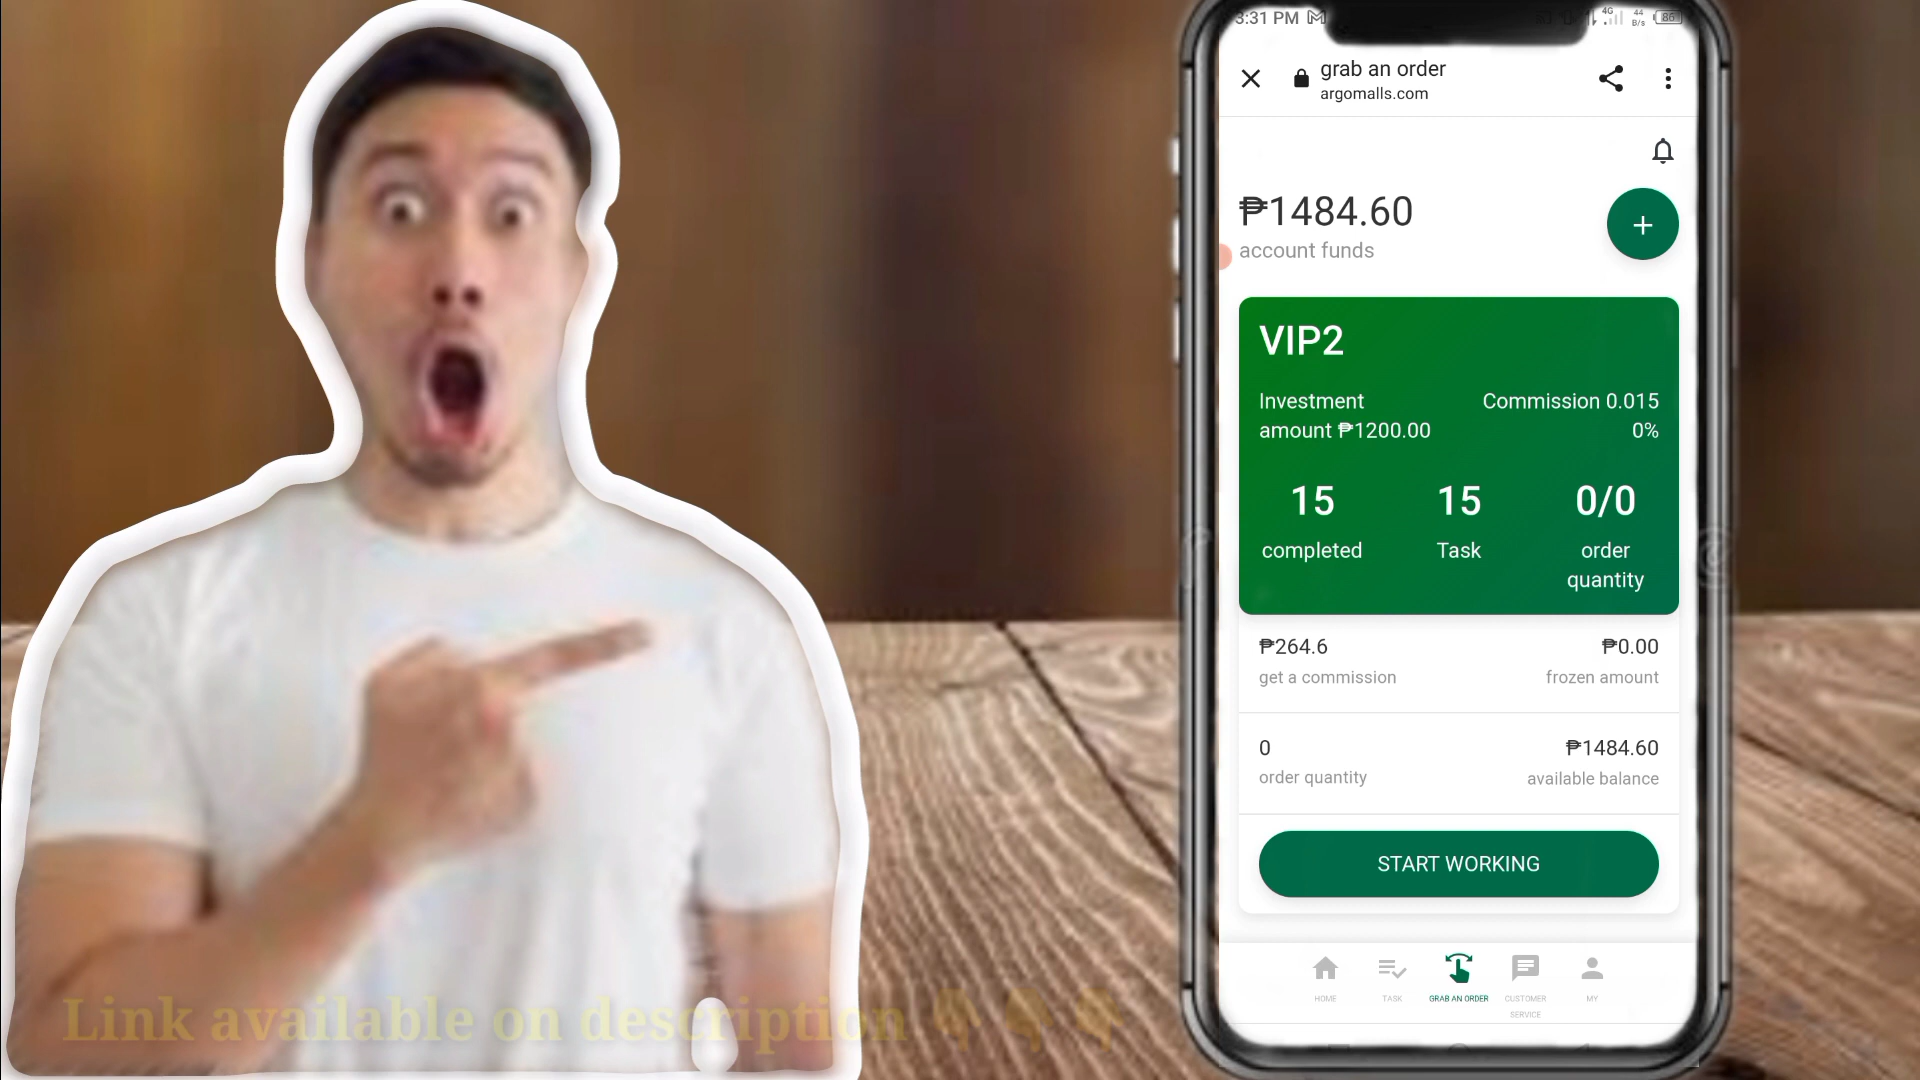 3:31 PM
4G
44
B/s
86
grab an order
argomalls.com
₱1484.60
account funds
+
VIP2
Investment
amount ₱1200.00
Commission 0.015
0%
15
15
0/0
completed
Task
order
quantity
₱264.6
₱0.00
get a commission
frozen amount
0
₱1484.60
order quantity
available balance
START WORKING
HOME
TASK
GRAB AN ORDER
CUSTOMER
SERVICE
MY
Link available on description 👇👇👇